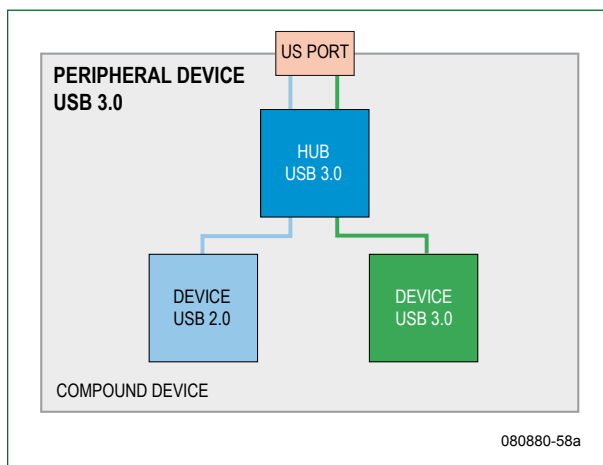 US PORT
PERIPHERAL DEVICE
USB 3.0
HUB
USB 3.0
DEVICE
USB 2.0
DEVICE
USB 3.0
COMPOUND DEVICE
080880-58a